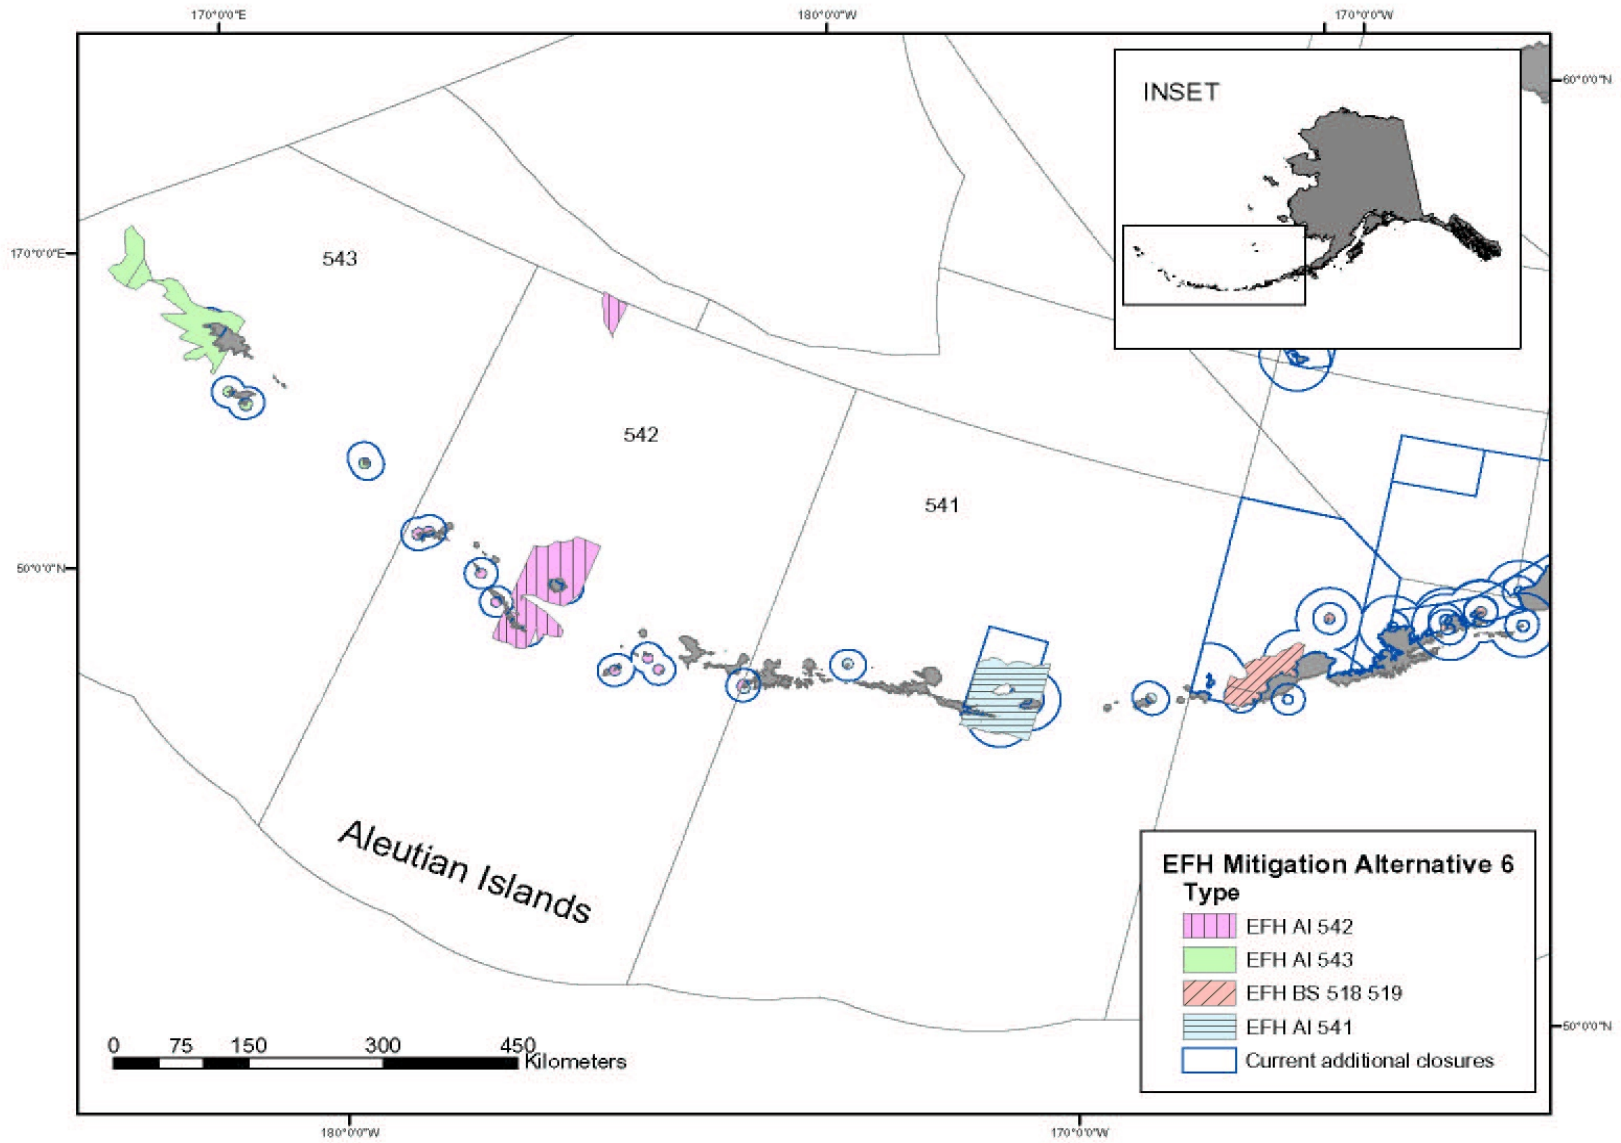 170°0'0"E
180°0'0"W
170°0'0"W
60°0'0"N
INSET
170°0'0"E
543
542
541
50°0'0"N
Aleutian Islands
EFH Mitigation Alternative 6
Type
EFH AI 542
EFH AI 543
EFH BS 518 519
EFH AI 541
Current additional closures
50°0'0"N
0 75 150 300 450
Kilometers
180°0'0"W
170°0'0"W